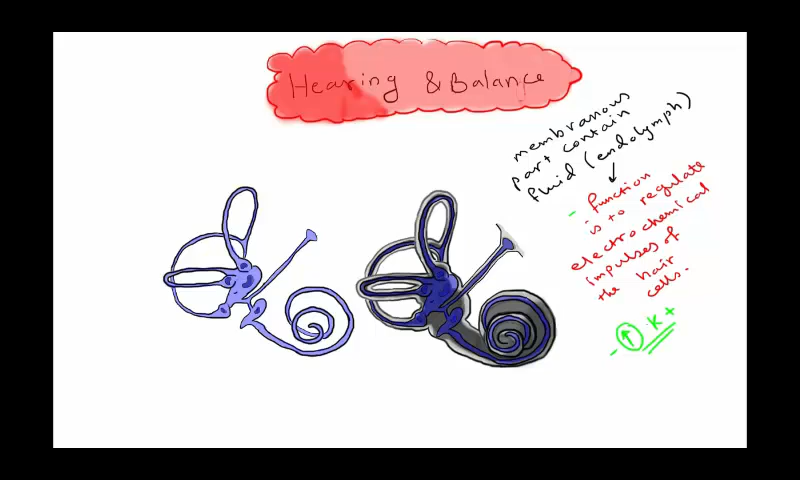 Hearing & Balance
membranous
part contain
fluid (endolymph)
↓
- function
is to regulate
electrochemical
impulses of
the hair
cells.
- ↑ K+